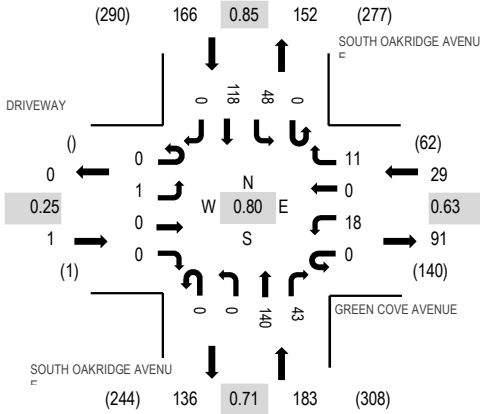 (290) 166 0.85 152 (277)
SOUTH OAKRIDGE AVENU
E
DRIVEWAY
0 118 48 0
() 0 11 (62)
0 1 N 0 29
0.25 W 0.80 E 0.63
0 S 18
1 0 0 91
(1) (140)
0 0 140 43
GREEN COVE AVENUE
SOUTH OAKRIDGE AVENU
E
(244) 136 0.71 183 (308)